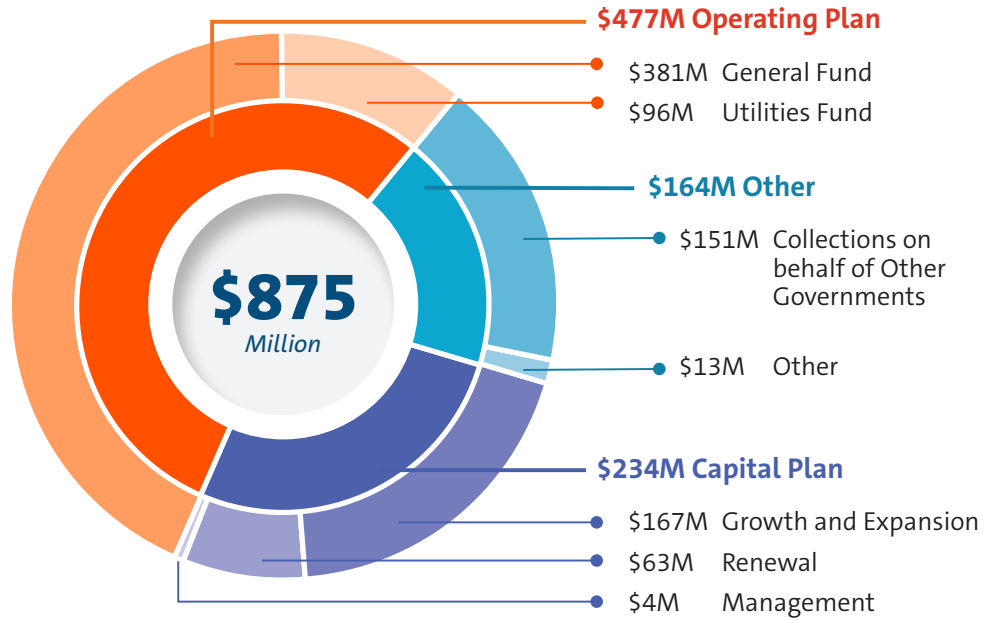 $477M Operating Plan
$381M General Fund
$96M Utilities Fund
$164M Other
$151M Collections on
behalf of Other
Governments
$13M Other
$875
Million
$234M Capital Plan
$167M Growth and Expansion
$63M Renewal
$4M Management